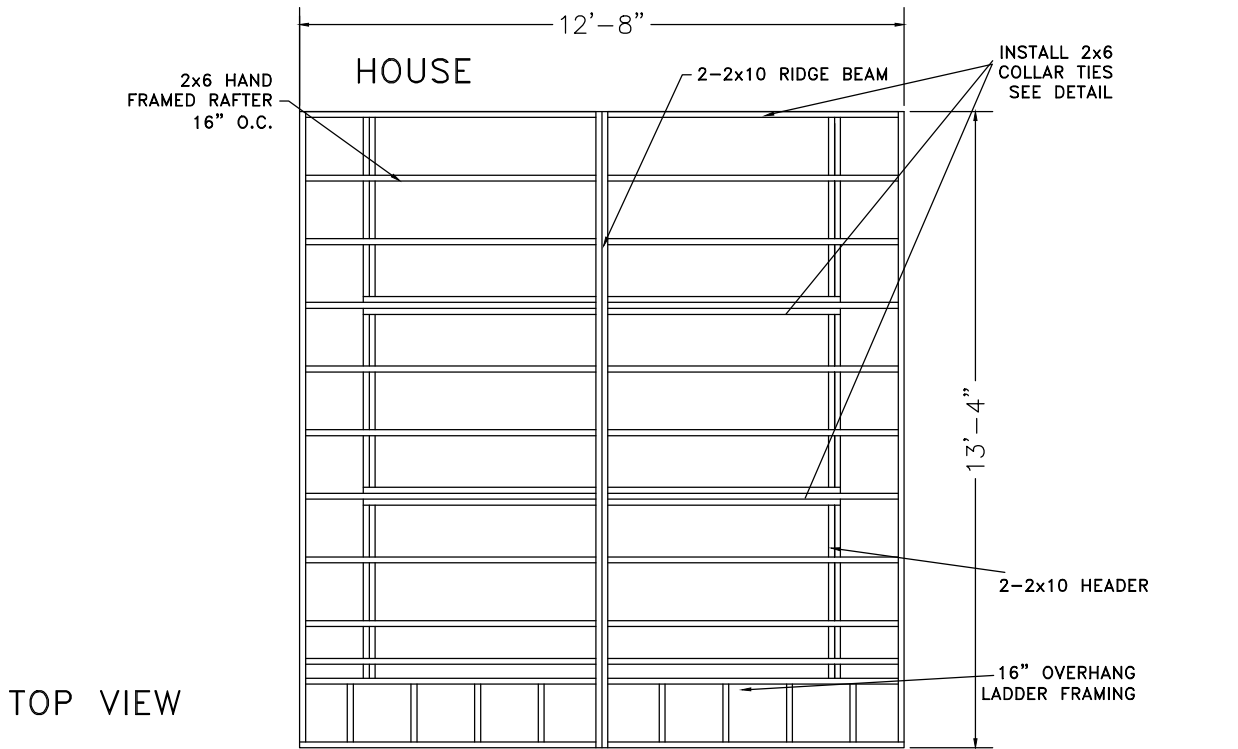 12'-8"
HOUSE
2x6 HAND
FRAMED RAFTER
16" O.C.
2-2x10 RIDGE BEAM
INSTALL 2x6
COLLAR TIES
SEE DETAIL
13'-4"
2-2x10 HEADER
16" OVERHANG
LADDER FRAMING
TOP VIEW